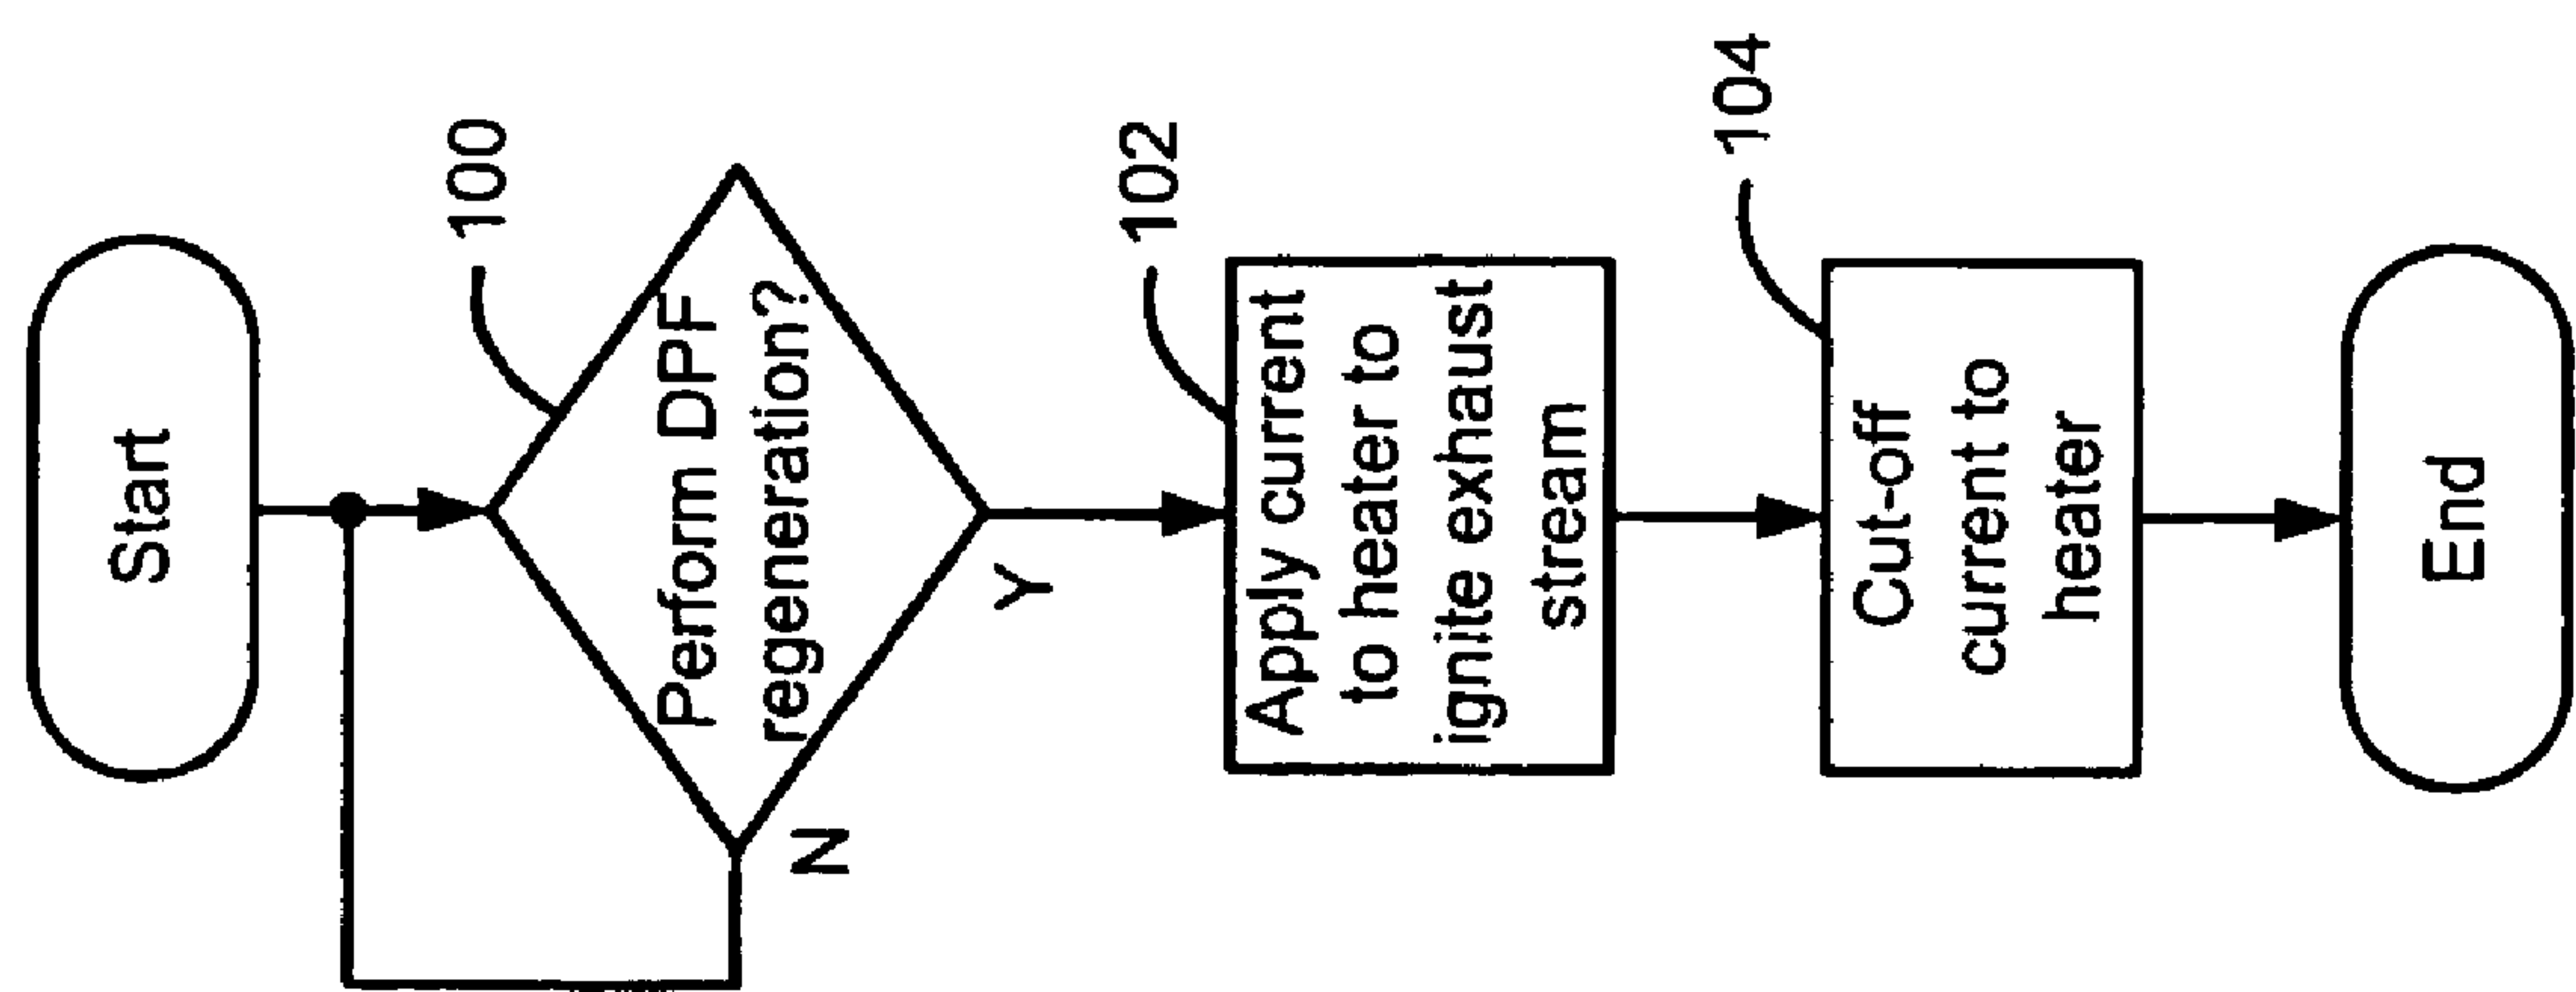 Start
100
Perform DPF
regeneration?
N
Y
102
Apply current
to heater to
ignite exhaust
stream
104
Cut-off
current to
heater
End